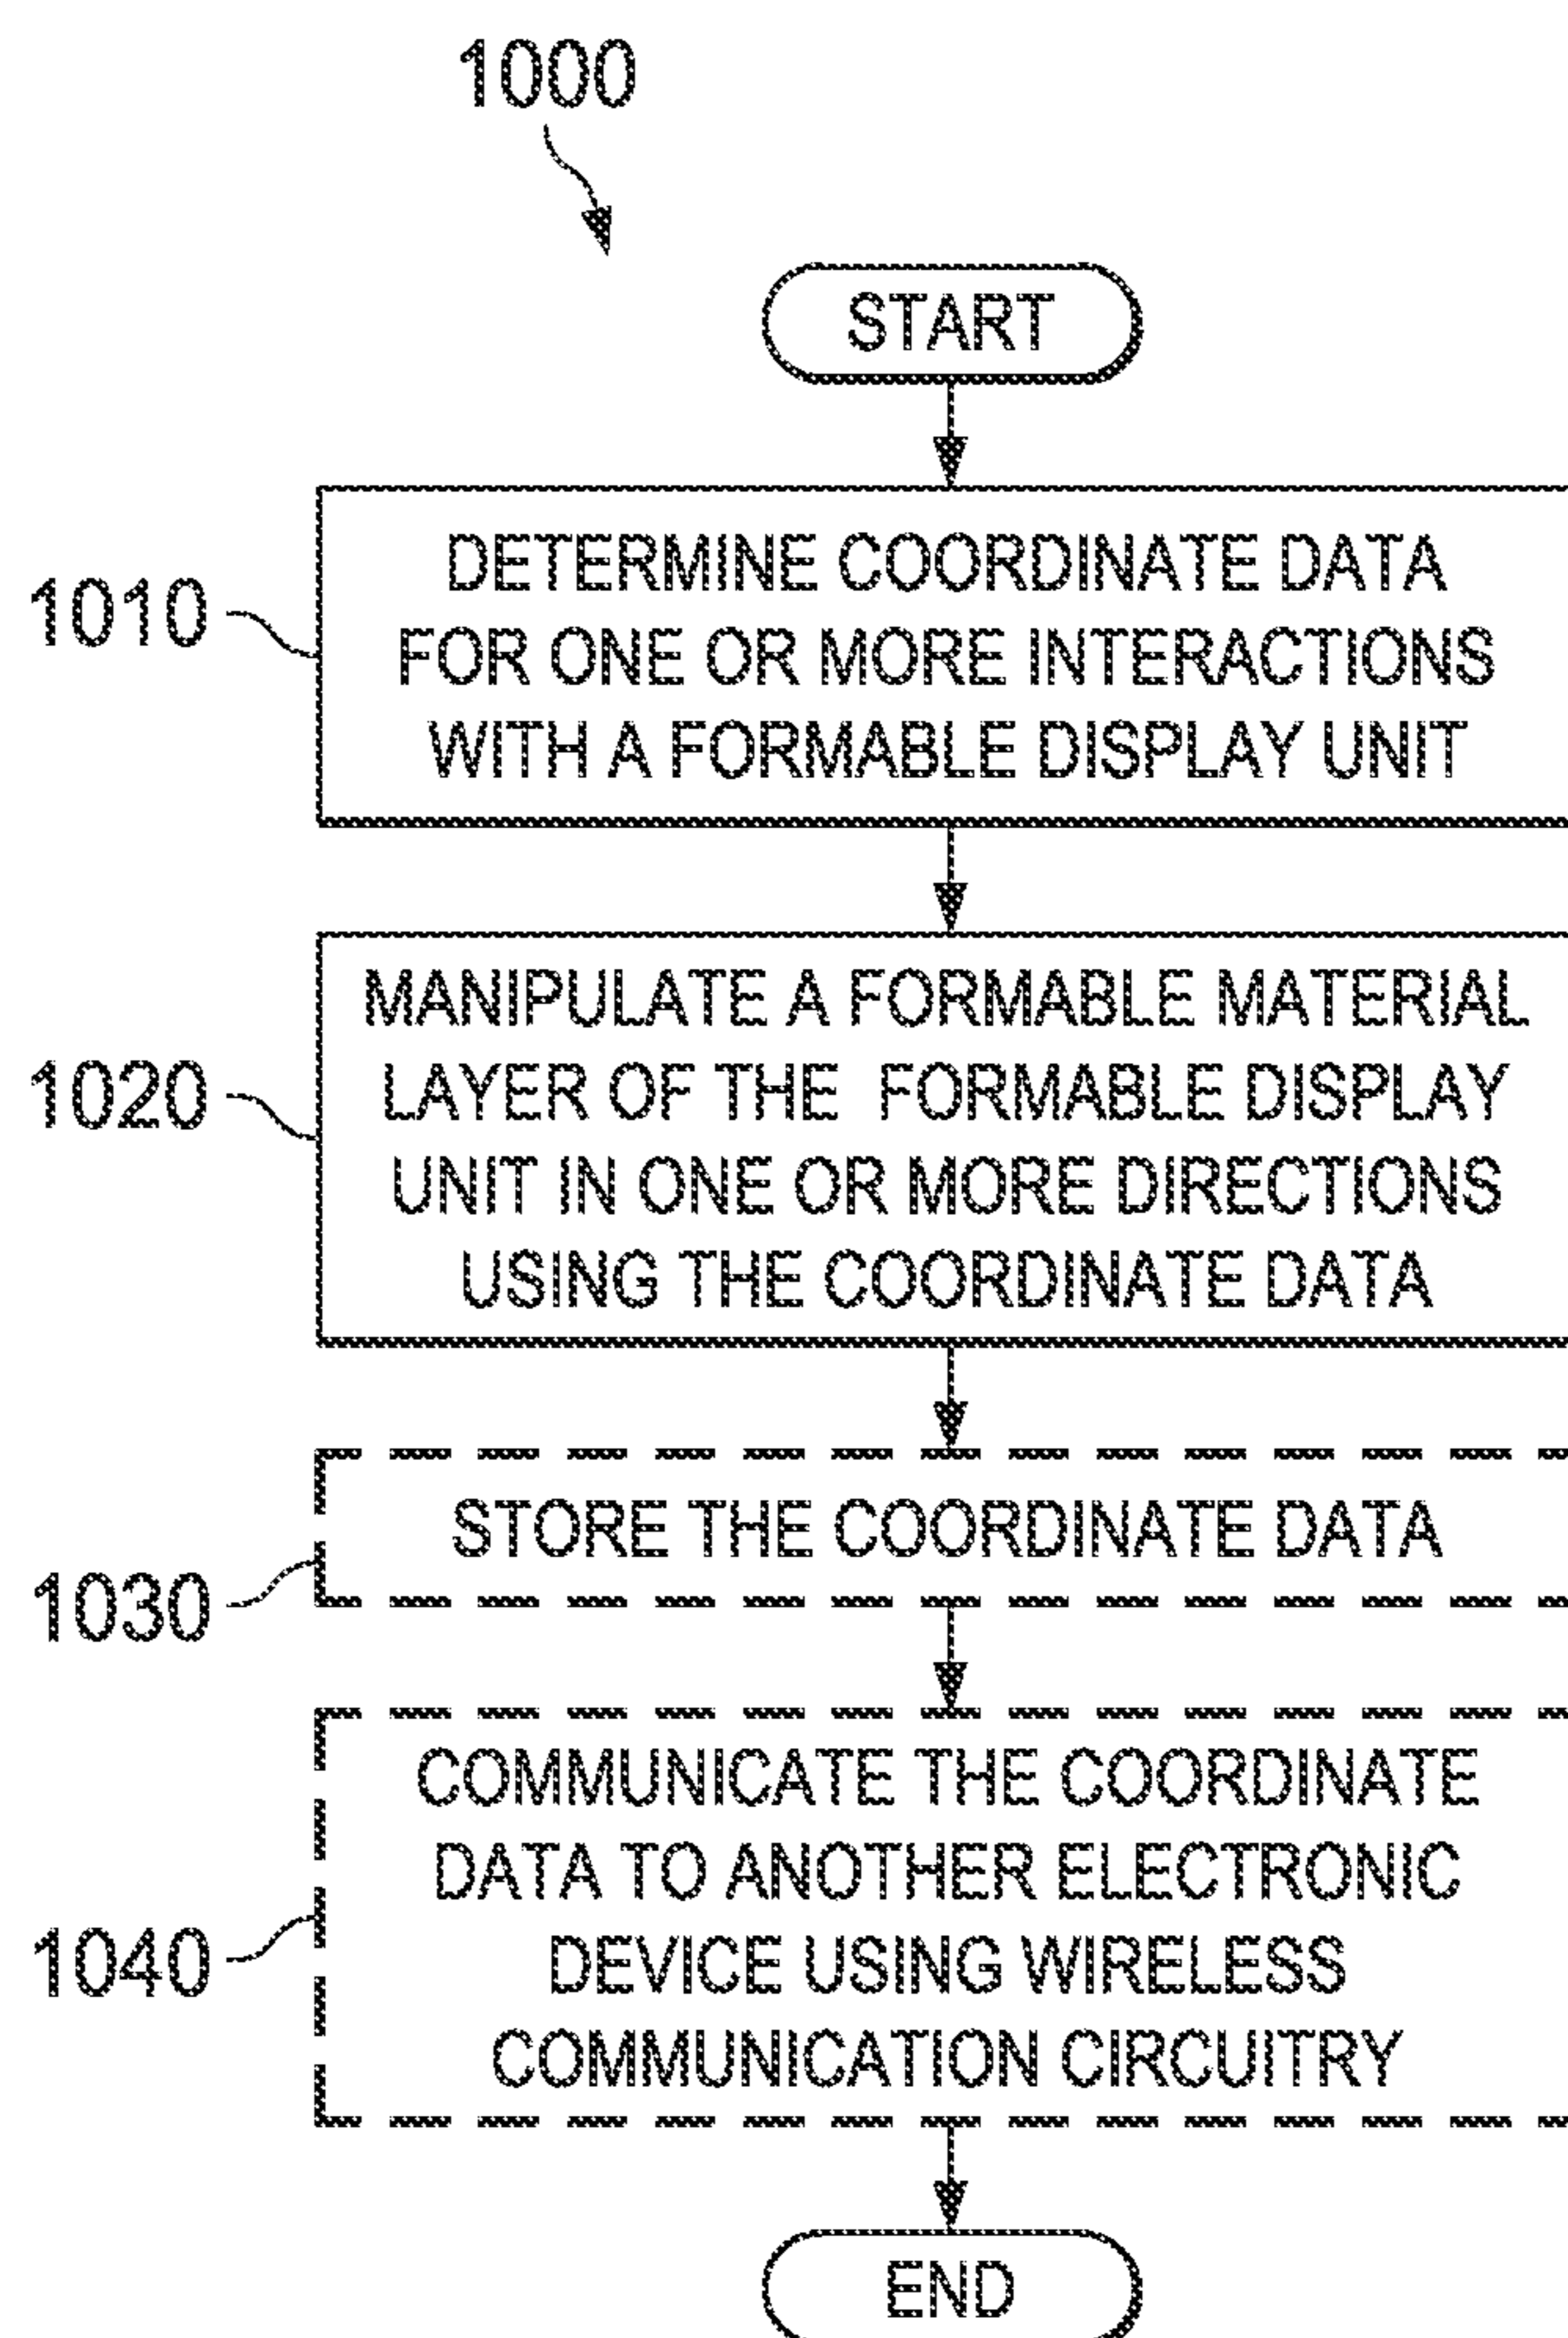 1000
START
1010
DETERMINE COORDINATE DATA
FOR ONE OR MORE INTERACTIONS
WITH A FORMABLE DISPLAY UNIT
1020
MANIPULATE A FORMABLE MATERIAL
LAYER OF THE FORMABLE DISPLAY
UNIT IN ONE OR MORE DIRECTIONS
USING THE COORDINATE DATA
1030
STORE THE COORDINATE DATA
1040
COMMUNICATE THE COORDINATE
DATA TO ANOTHER ELECTRONIC
DEVICE USING WIRELESS
COMMUNICATION CIRCUITRY
END